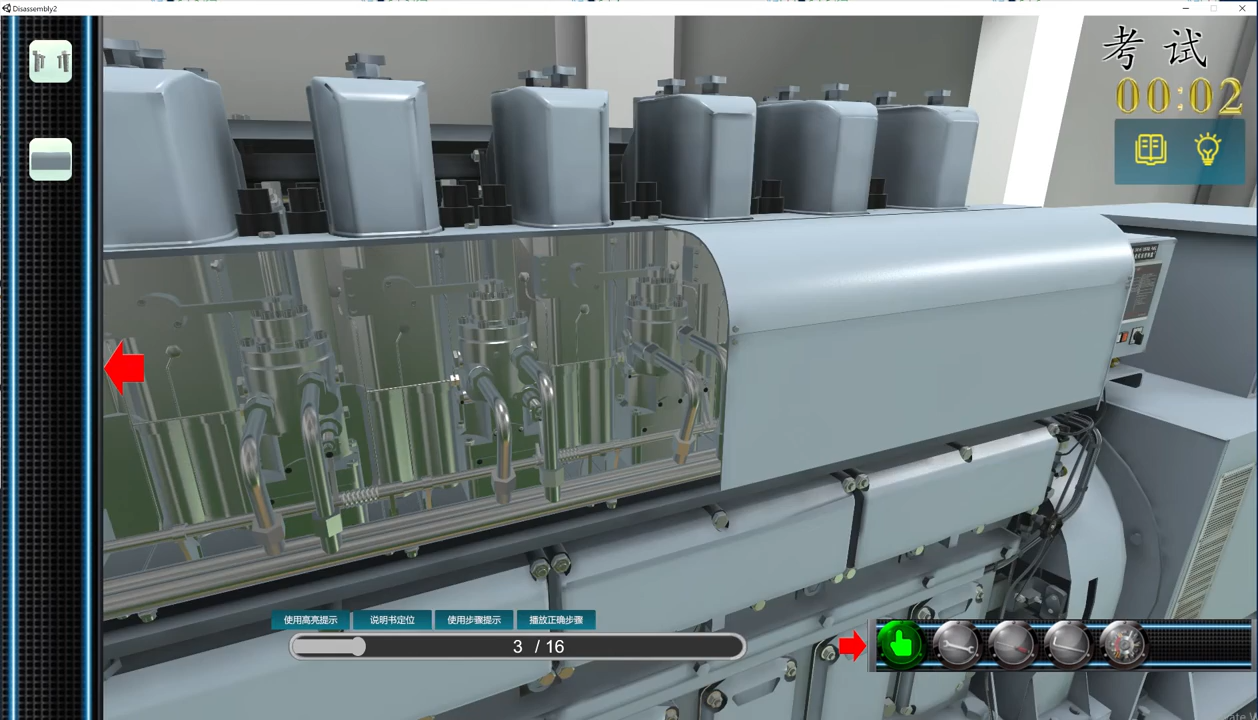 Disassembly2
考试
00:02
使用高亮提示
说明书定位
使用步骤提示
播放正确步骤
3 / 16